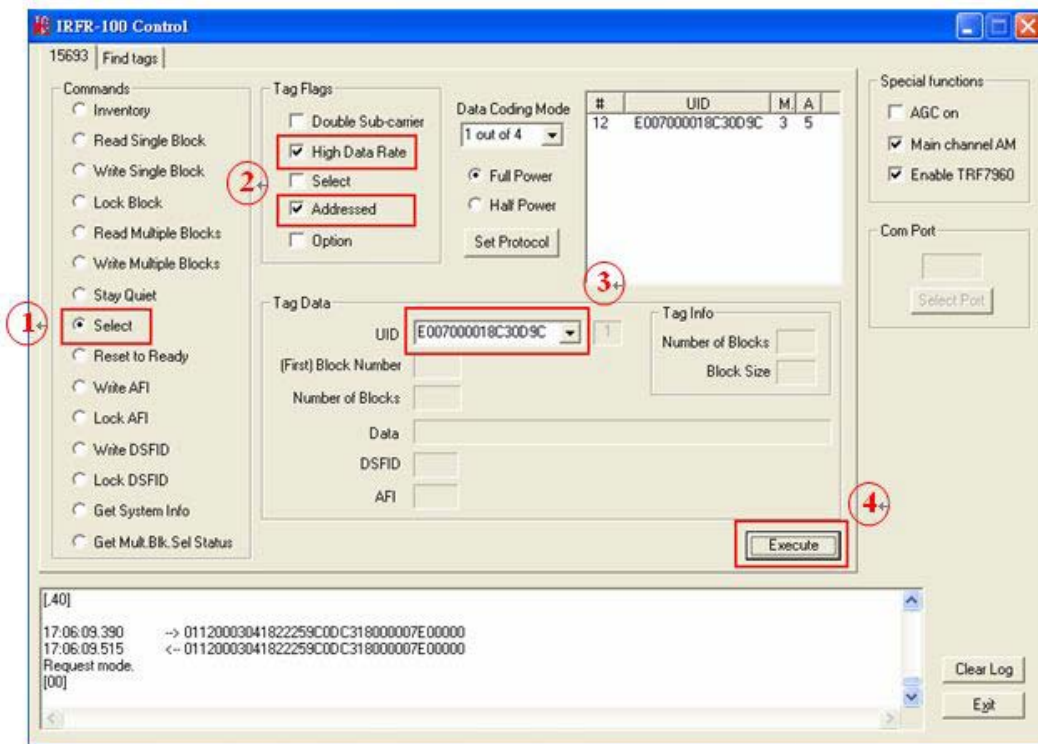 IRFR-100 Control
15693
Find tags
Commands
Inventory
Read Single Block
Write Single Block
Lock Block
Read Multiple Blocks
Write Multiple Blocks
Stay Quiet
1
Select
Reset to Ready
Write AFI
Lock AFI
Write DSFID
Lock DSFID
Get System Info
Get Mult.Blk.Sel Status
Tag Flags
Double Sub-carrier
High Data Rate
2
Select
Addressed
Option
Data Coding Mode
1 out of 4
Full Power
Half Power
Set Protocol
# UID M. A
12 E007000018C30D9C 3 5
3
Tag Data
UID E007000018C30D9C 1
(First) Block Number
Number of Blocks
Data
DSFID
AFI
Tag Info
Number of Blocks
Block Size
4
Execute
Special functions
AGC on
Main channel AM
Enable TRF7960
Com Port
Select Port
[,40]
17:06:09.390 --> 01120003041822259C0DC318000007E00000
17:06:09.515 <-- 01120003041822259C0DC318000007E00000
Request mode.
[00]
Clear Log
Exit